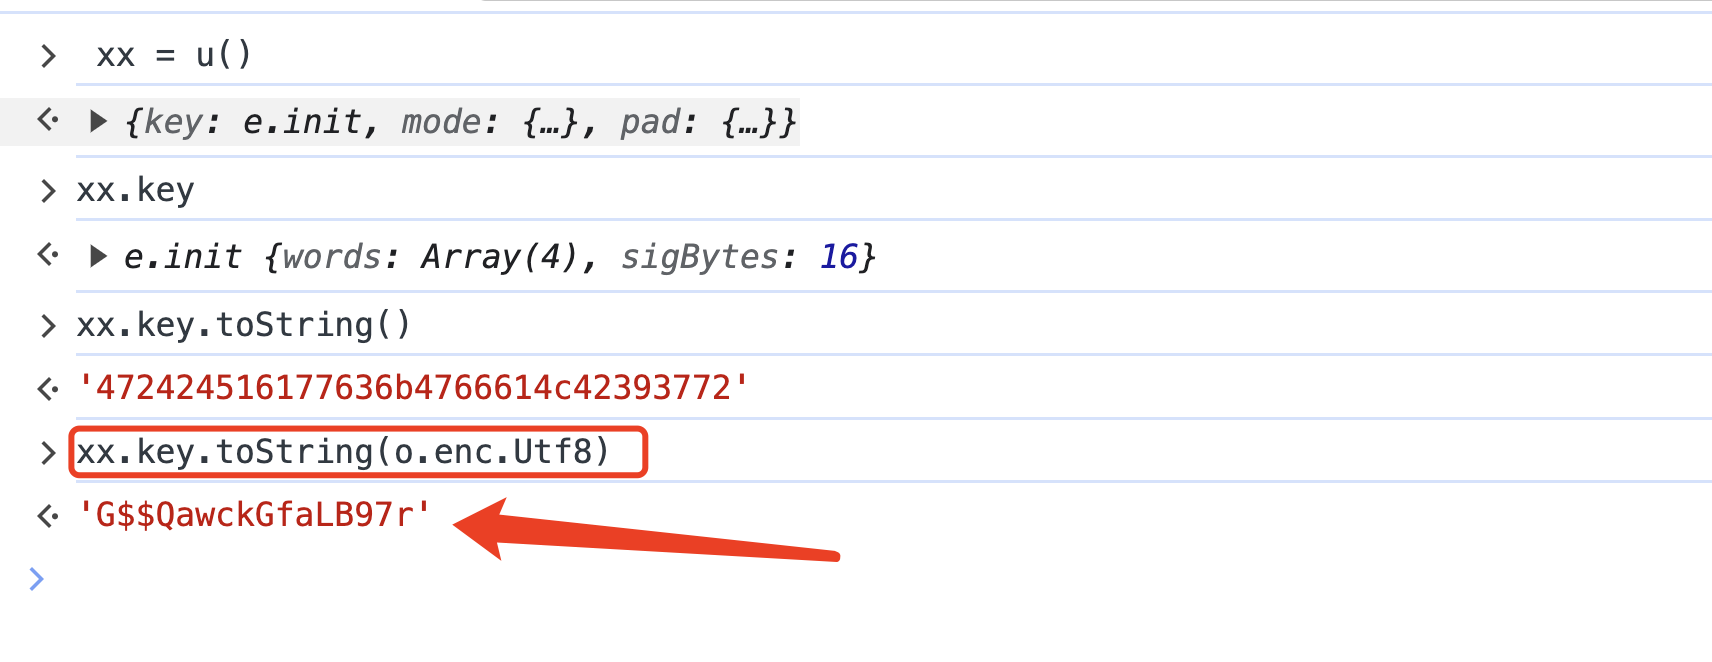 > xx = u()
<· ▶ {key: e.init, mode: {…}, pad: {…}}
> xx.key
<· ▶ e.init {words: Array(4), sigBytes: 16}
> xx.key.toString()
<· '472424516177636b4766614c42393772'
> xx.key.toString(o.enc.Utf8)
<· 'G$$QawckGfaLB97r'
>